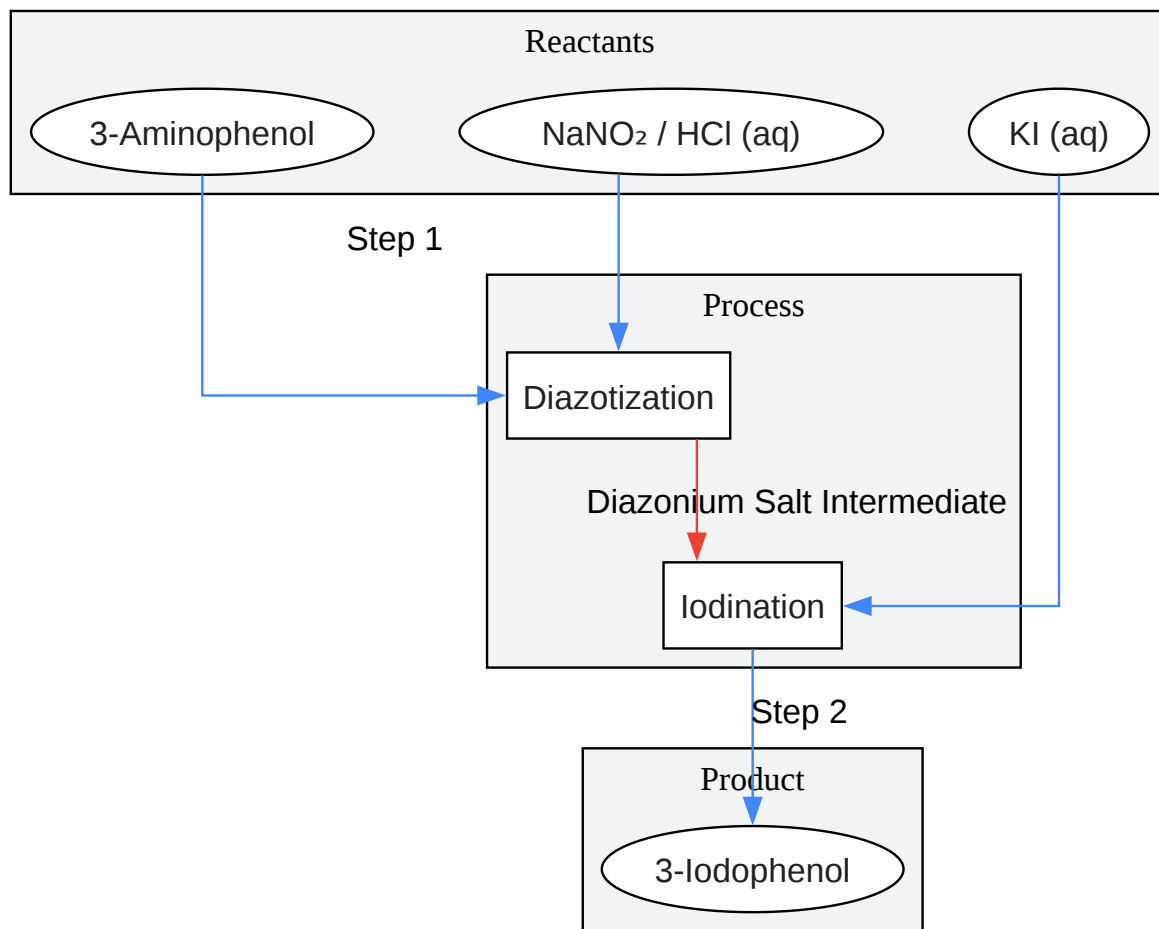 Reactants
3-Aminophenol
NaNO₂ / HCl (aq)
KI (aq)
Step 1
Process
Diazotization
Diazonium Salt Intermediate
Iodination
Step 2
Product
3-Iodophenol